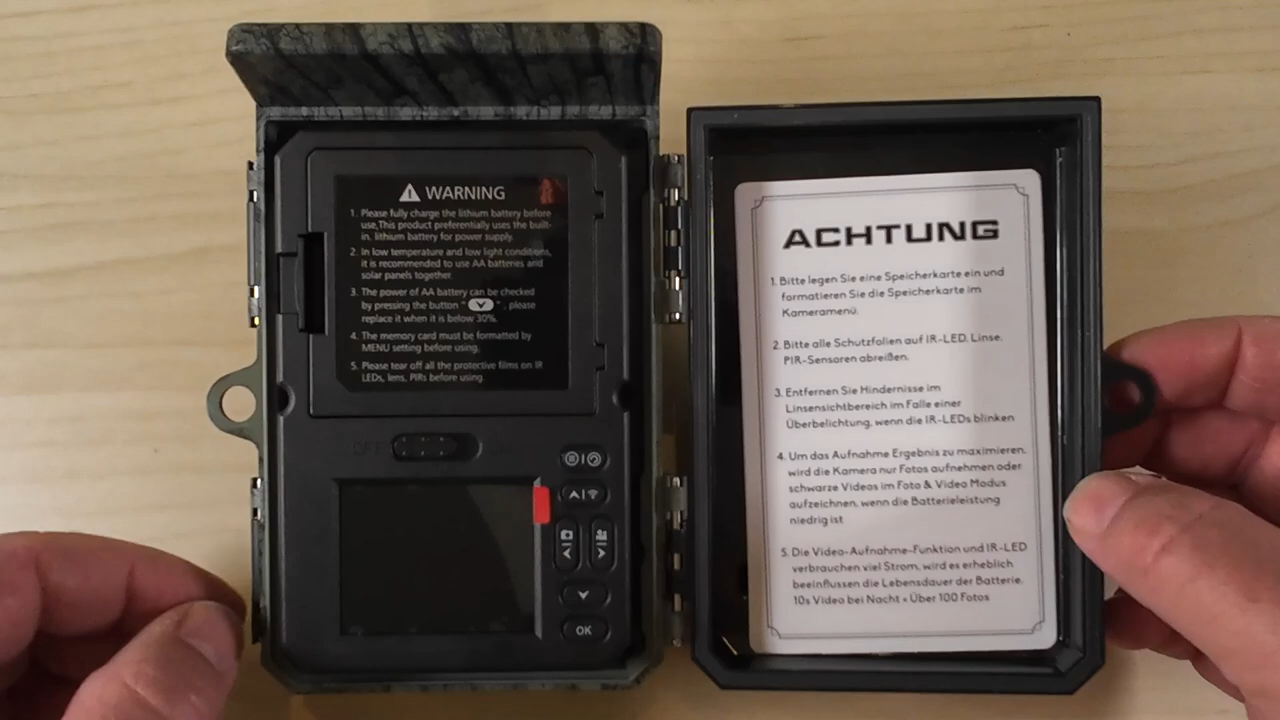 WARNING
1. Please fully charge the lithium battery before
use,This product preferentially uses the built-
in. lithium battery for power supply.
2. In low temperature and low light conditions,
it is recommended to use AA batteries and
solar panels together.
3. The power of AA battery can be checked
by pressing the button " ", please
replace it when it is below 30%.
4. The memory card must be formatted by
MENU setting before using.
5. Please tear off all the protective films on IR
LEDs, lens, PIRs before using.
OFF
OK
ACHTUNG
1. Bitte legen Sie eine Speicherkarte ein und
formatieren Sie die Speicherkarte im
Kameramenü.
2. Bitte alle Schutzfolien auf IR-LED, Linse,
PIR-Sensoren abreißen.
3. Entfernen Sie Hindernisse im
Linsensichtbereich im Falle einer
Überbelichtung, wenn die IR-LEDs blinken
4. Um das Aufnahme Ergebnis zu maximieren,
wird die Kamera nur Fotos aufnehmen oder
schwarze Videos im Foto & Video Modus
aufzeichnen, wenn die Batterieleistung
niedrig ist
5. Die Video-Aufnahme-Funktion und IR-LED
verbrauchen viel Strom, wird es erheblich
beeinflussen die Lebensdauer der Batterie.
10s Video bei Nacht = Über 100 Fotos